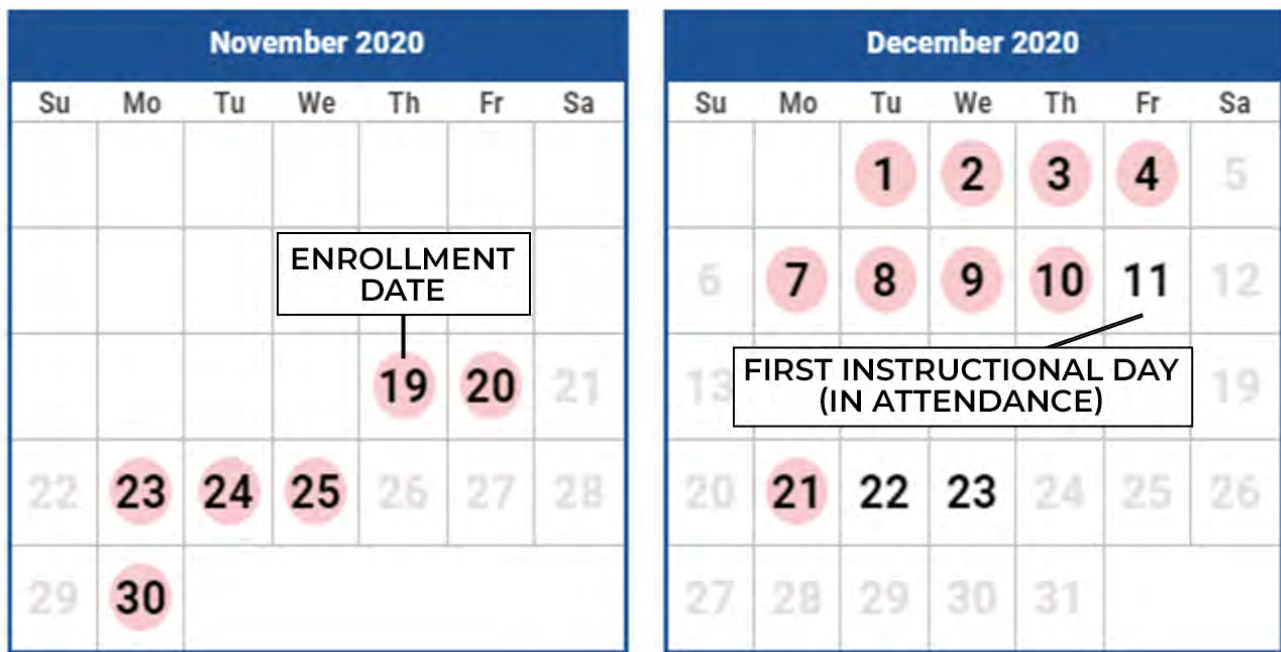 November 2020
Su Mo Tu We Th Fr Sa
ENROLLMENT
DATE
19 20 21
22 23 24 25 26 27 28
29 30
December 2020
Su Mo Tu We Th Fr Sa
1 2 3 4 5
6 7 8 9 10 11 12
FIRST INSTRUCTIONAL DAY
(IN ATTENDANCE)
13 19
20 21 22 23 24 25 26
27 28 29 30 31